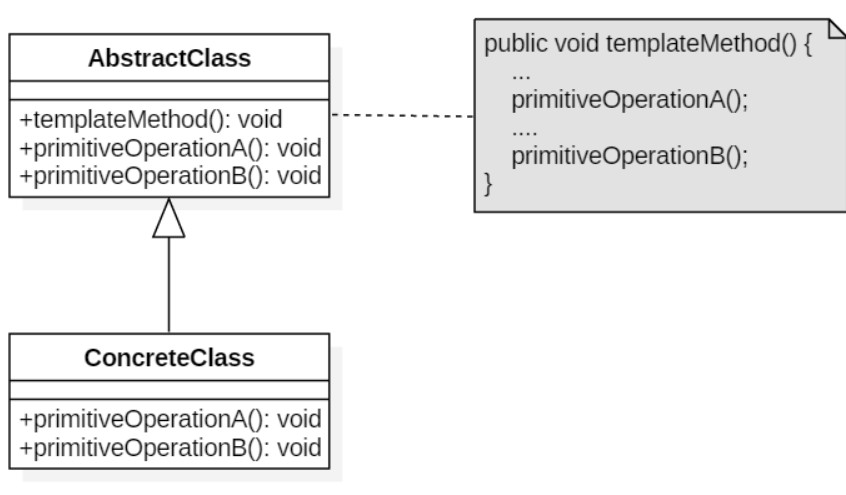 AbstractClass
+templateMethod(): void
+primitiveOperationA(): void
+primitiveOperationB(): void
public void templateMethod() {
...
primitiveOperationA();
....
primitiveOperationB();
}
ConcreteClass
+primitiveOperationA(): void
+primitiveOperationB(): void